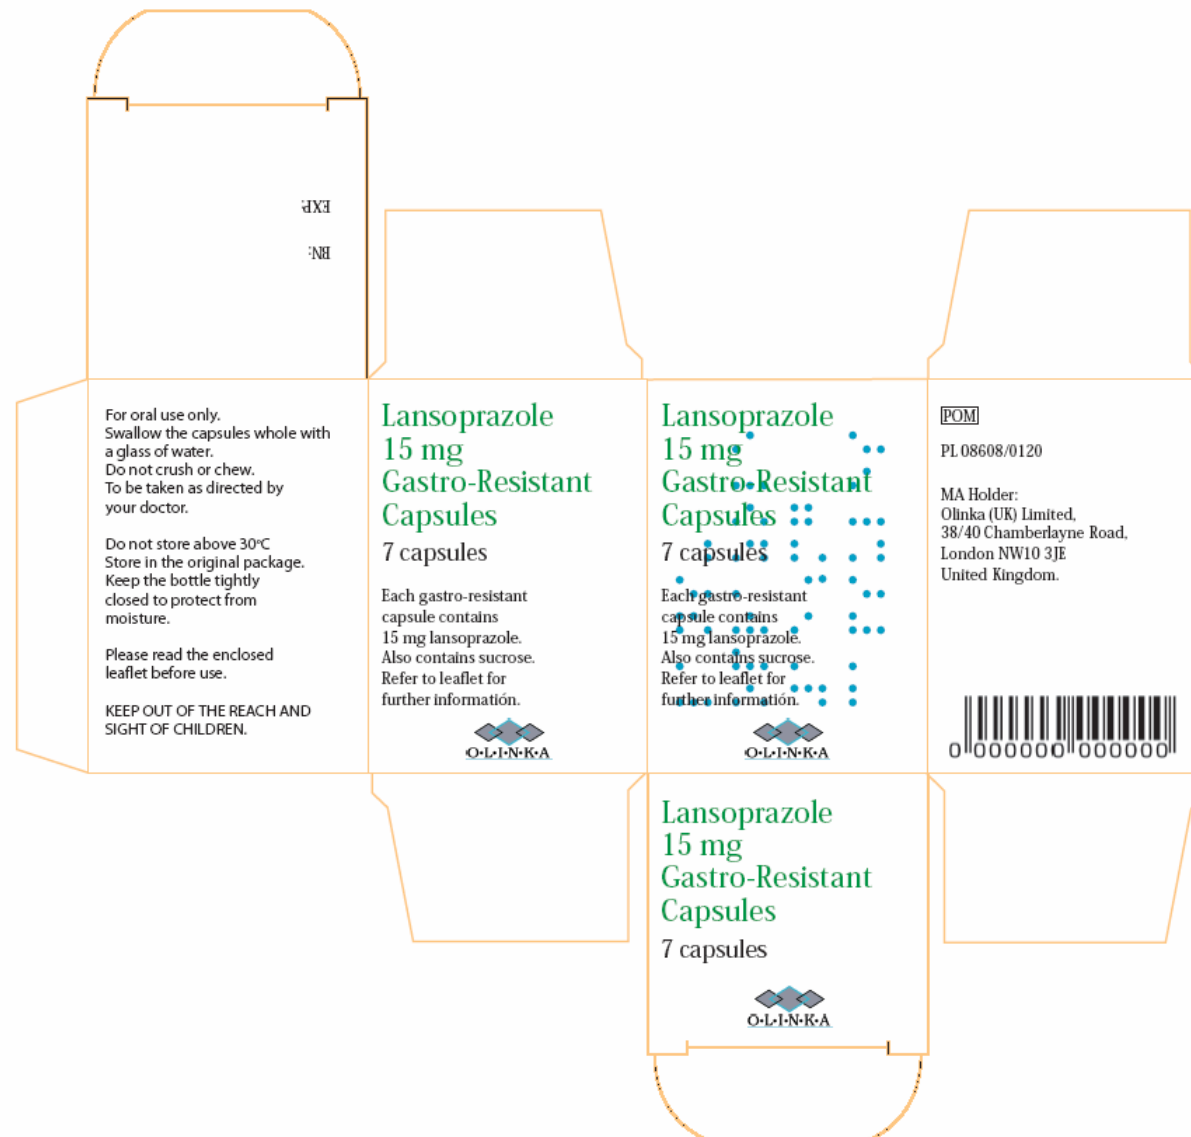 EXP:
BN:
For oral use only.
Swallow the capsules whole with
a glass of water.
Do not crush or chew.
To be taken as directed by
your doctor.
Do not store above 30°C
Store in the original package.
Keep the bottle tightly
closed to protect from
moisture.
Please read the enclosed
leaflet before use.
KEEP OUT OF THE REACH AND
SIGHT OF CHILDREN.
Lansoprazole
15 mg
Gastro-Resistant
Capsules
7 capsules
Each gastro-resistant
capsule contains
15 mg lansoprazole.
Also contains sucrose.
Refer to leaflet for
further informatión.
O·L·I·N·K·A
Lansoprazole
15 mg
Gastro-Resistant
Capsules
7 capsules
Each gastro-resistant
capsule contains
15 mg lansoprazole.
Also contains sucrose.
Refer to leaflet for
further informatión.
O·L·I·N·K·A
POM
PL 08608/0120
MA Holder:
Olinka (UK) Limited,
38/40 Chamberlayne Road,
London NW10 3JE
United Kingdom.
0 000000 000000
Lansoprazole
15 mg
Gastro-Resistant
Capsules
7 capsules
O·L·I·N·K·A